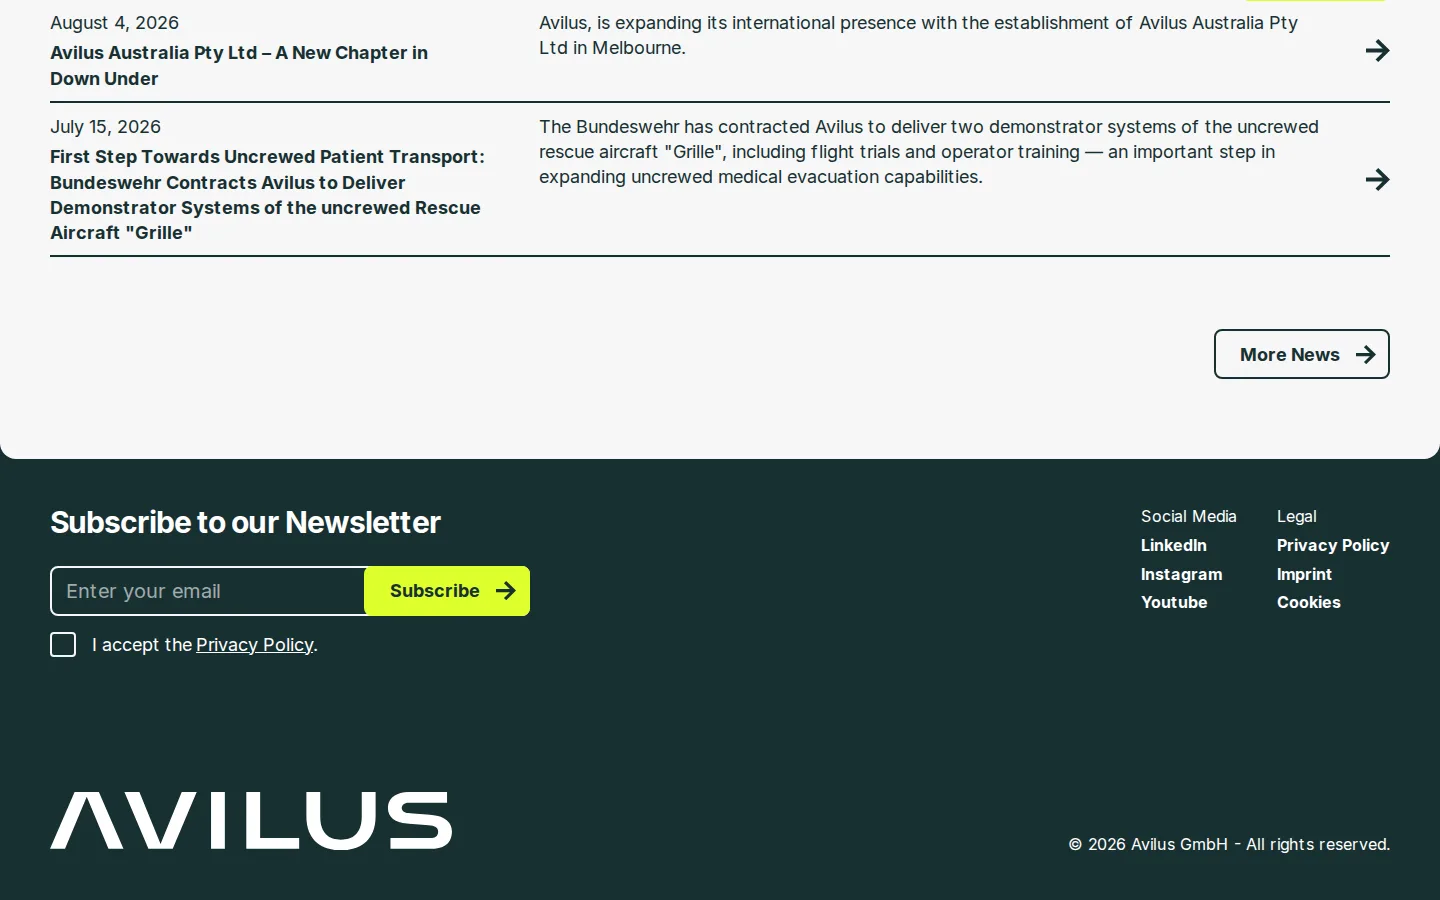 August 4, 2026
Avilus Australia Pty Ltd – A New Chapter in
Down Under
Avilus, is expanding its international presence with the establishment of Avilus Australia Pty
Ltd in Melbourne.
July 15, 2026
First Step Towards Uncrewed Patient Transport:
Bundeswehr Contracts Avilus to Deliver
Demonstrator Systems of the uncrewed Rescue
Aircraft "Grille"
The Bundeswehr has contracted Avilus to deliver two demonstrator systems of the uncrewed
rescue aircraft "Grille", including flight trials and operator training — an important step in
expanding uncrewed medical evacuation capabilities.
More News
Subscribe to our Newsletter
Enter your email
Subscribe
I accept the Privacy Policy.
Social Media
LinkedIn
Instagram
Youtube
Legal
Privacy Policy
Imprint
Cookies
AVILUS
© 2026 Avilus GmbH - All rights reserved.